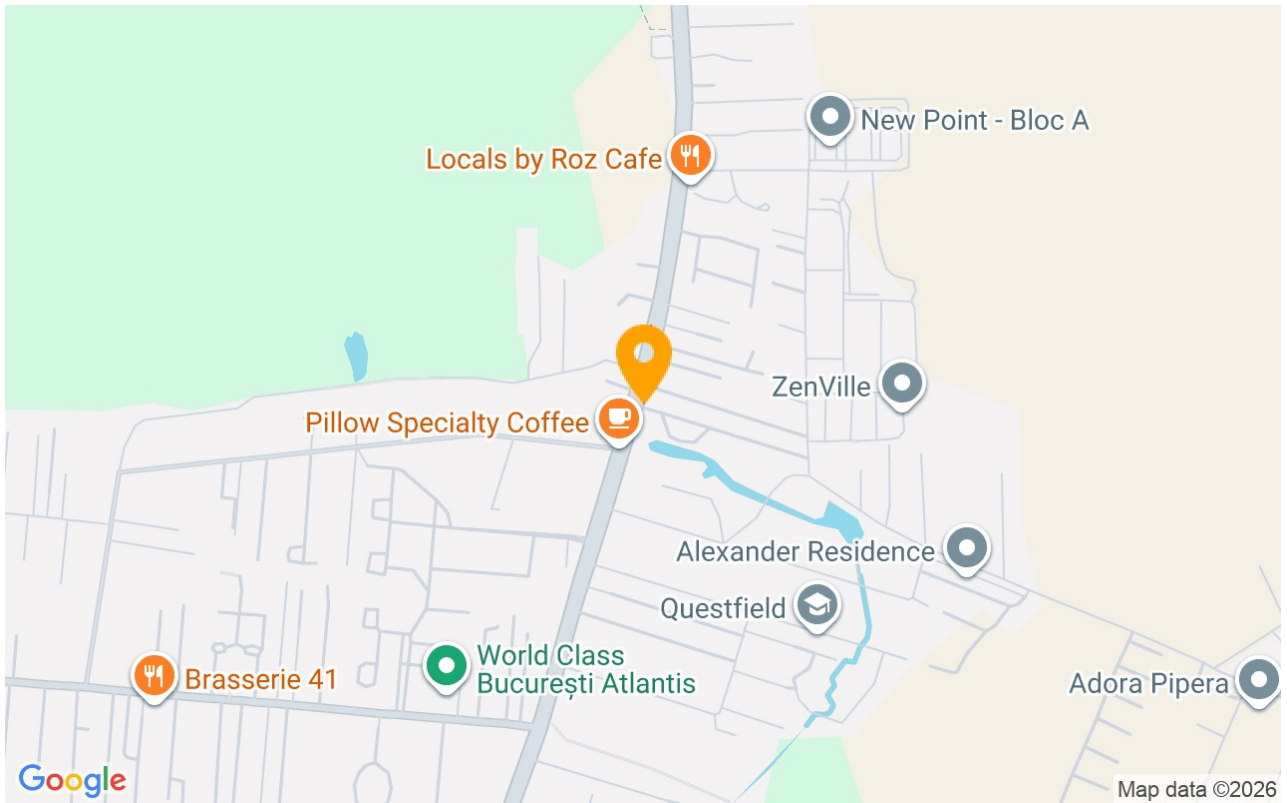 New Point - Bloc A
Locals by Roz Cafe
ZenVille
Pillow Specialty Coffee
Alexander Residence
Questfield
World Class
București Atlantis
Brasserie 41
Adora Pipera
Google
Map data ©2026